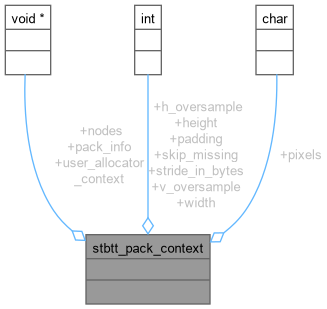 void *
int
char
+nodes
+pack_info
+user_allocator
_context
+h_oversample
+height
+padding
+skip_missing
+stride_in_bytes
+v_oversample
+width
+pixels
stbtt_pack_context